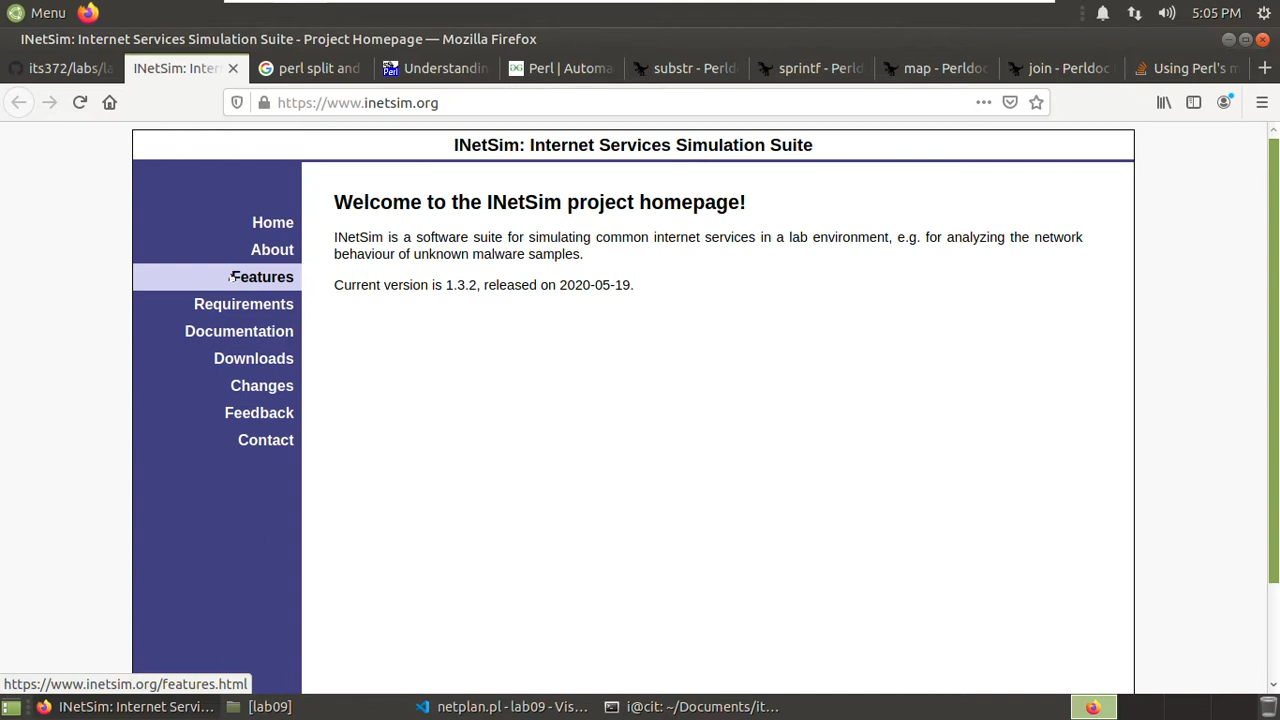 Menu
5:05 PM
INetSim: Internet Services Simulation Suite - Project Homepage — Mozilla Firefox
its372/labs/la
INetSim: Inter
perl split and
Understandin
Perl | Automa
substr - Perldo
sprintf - Perld
map - Perldoc
join - Perldoc
Using Perl's m
https://www.inetsim.org
INetSim: Internet Services Simulation Suite
Home
About
Features
Requirements
Documentation
Downloads
Changes
Feedback
Contact
Welcome to the INetSim project homepage!
INetSim is a software suite for simulating common internet services in a lab environment, e.g. for analyzing the network
behaviour of unknown malware samples.
Current version is 1.3.2, released on 2020-05-19.
https://www.inetsim.org/features.html
INetSim: Internet Servi...
[lab09]
netplan.pl - lab09 - Vis...
i@cit: ~/Documents/it...